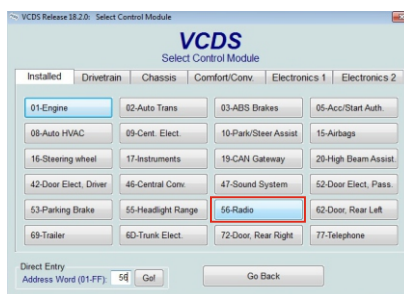 VCDS Release 18.2.0: Select Control Module
VCDS
Select Control Module
Installed Drivetrain Chassis Comfort/Conv. Electronics 1 Electronics 2
01-Engine 02-Auto Trans 03-ABS Brakes 05-Acc/Start Auth.
08-Auto HVAC 09-Cent. Elect. 10-Park/Steer Assist 15-Airbags
16-Steering wheel 17-Instruments 19-CAN Gateway 20-High Beam Assist.
42-Door Elect, Driver 46-Central Conv. 47-Sound System 52-Door Elect, Pass.
53-Parking Brake 55-Headlight Range 56-Radio 62-Door, Rear Left
69-Trailer 6D-Trunk Elect. 72-Door, Rear Right 77-Telephone
Direct Entry
Address Word (01-FF): 56 Go! Go Back